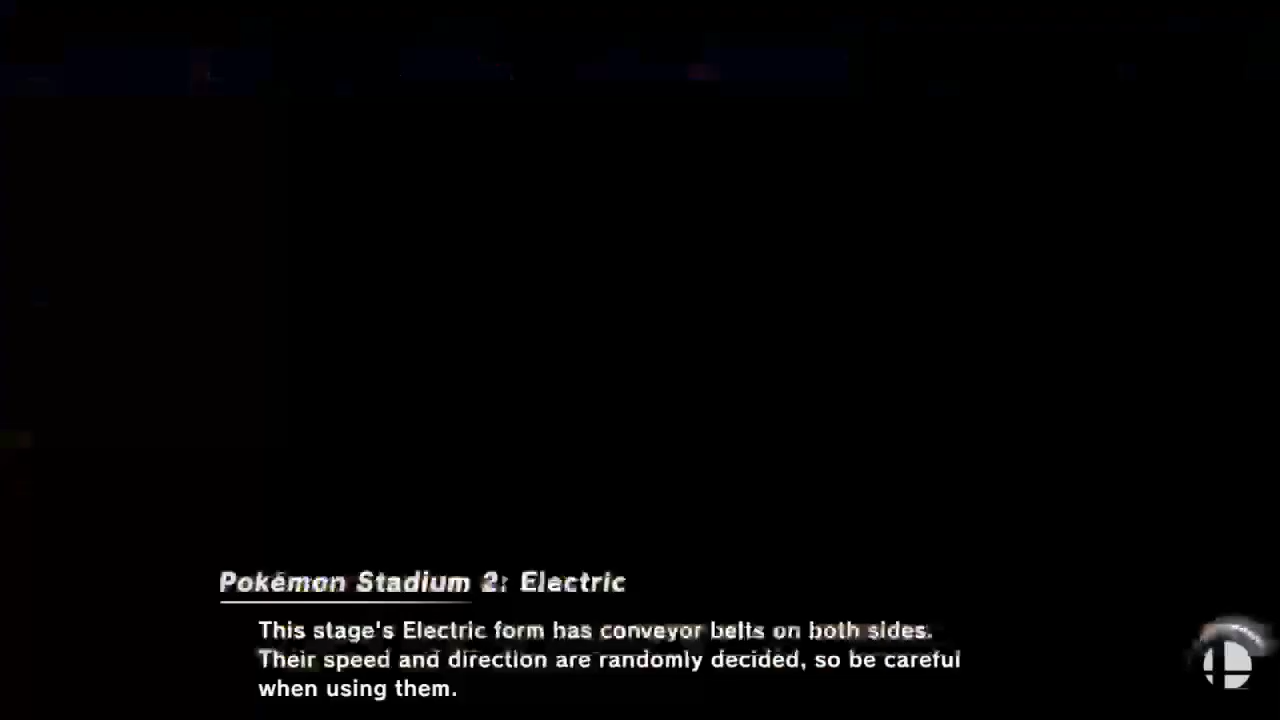 Pokémon Stadium 2: Electric
This stage's Electric form has conveyor belts on both sides.
Their speed and direction are randomly decided, so be careful
when using them.